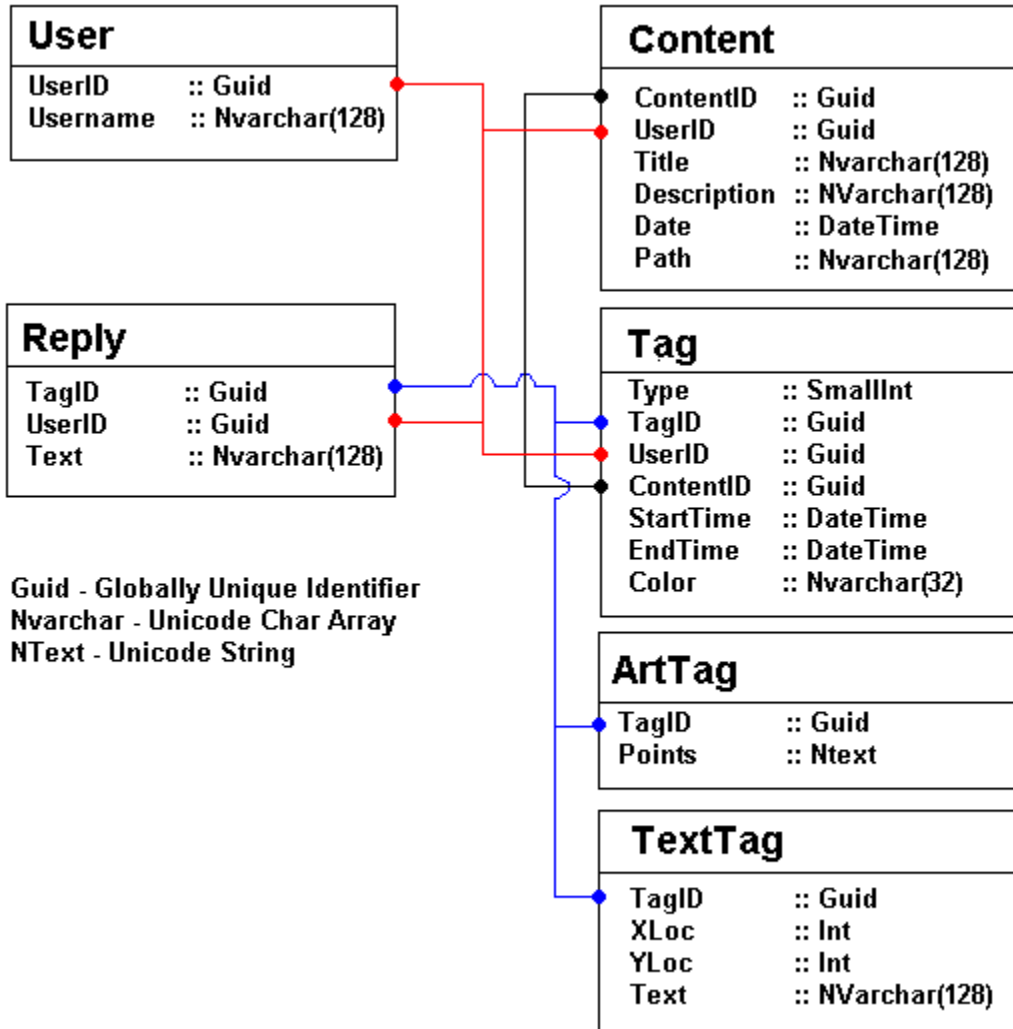 User
UserID :: Guid
Username :: Nvarchar(128)
Content
ContentID :: Guid
UserID :: Guid
Title :: Nvarchar(128)
Description :: NVarchar(128)
Date :: DateTime
Path :: Nvarchar(128)
Reply
TagID :: Guid
UserID :: Guid
Text :: Nvarchar(128)
Tag
Type :: SmallInt
TagID :: Guid
UserID :: Guid
ContentID :: Guid
StartTime :: DateTime
EndTime :: DateTime
Color :: Nvarchar(32)
Guid - Globally Unique Identifier
Nvarchar - Unicode Char Array
NText - Unicode String
ArtTag
TagID :: Guid
Points :: Ntext
TextTag
TagID :: Guid
XLoc :: Int
YLoc :: Int
Text :: NVarchar(128)